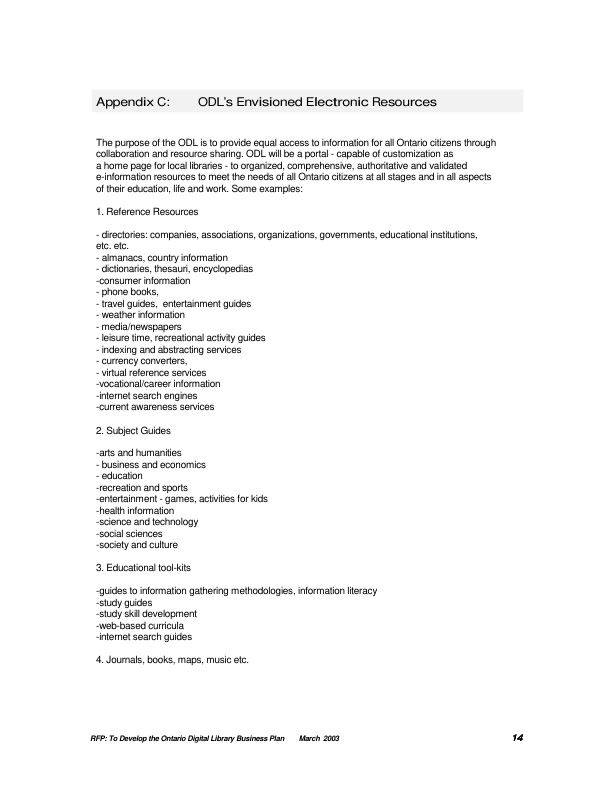 Appendix C: ODL's Envisioned Electronic Resources
The purpose of the ODL is to provide equal access to information for all Ontario citizens through
collaboration and resource sharing. ODL will be a portal - capable of customization as
a home page for local libraries - to organized, comprehensive, authoritative and validated
e-information resources to meet the needs of all Ontario citizens at all stages and in all aspects
of their education, life and work. Some examples:
1. Reference Resources
- directories: companies, associations, organizations, governments, educational institutions,
etc. etc.
- almanacs, country information
- dictionaries, thesauri, encyclopedias
-consumer information
- phone books,
- travel guides, entertainment guides
- weather information
- media/newspapers
- leisure time, recreational activity guides
- indexing and abstracting services
- currency converters,
- virtual reference services
-vocational/career information
-internet search engines
-current awareness services
2. Subject Guides
-arts and humanities
- business and economics
- education
-recreation and sports
-entertainment - games, activities for kids
-health information
-science and technology
-social sciences
-society and culture
3. Educational tool-kits
-guides to information gathering methodologies, information literacy
-study guides
-study skill development
-web-based curricula
-internet search guides
4. Journals, books, maps, music etc.
RFP: To Develop the Ontario Digital Library Business Plan March 2003 14